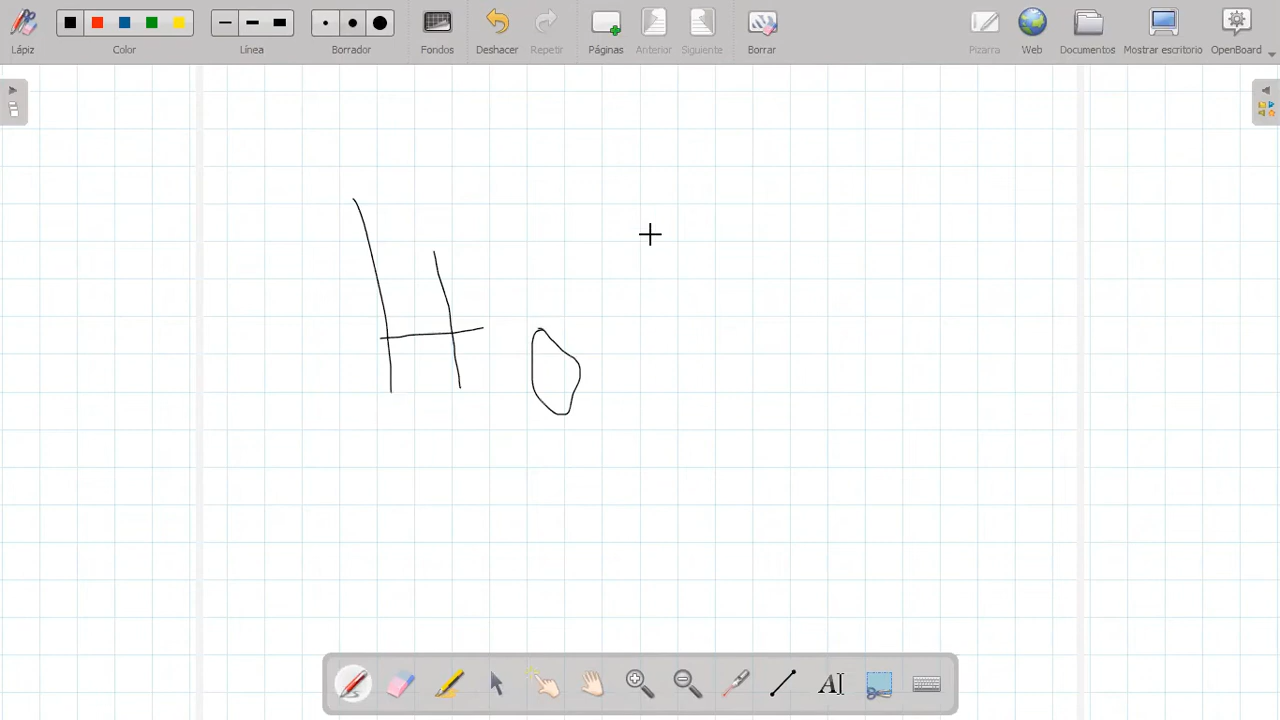 Lápiz Color Línea Borrador Fondos Deshacer Repetir Páginas Anterior Siguiente Borrar Pizarra Web Documentos Mostrar escritorio OpenBoard
Ho
A